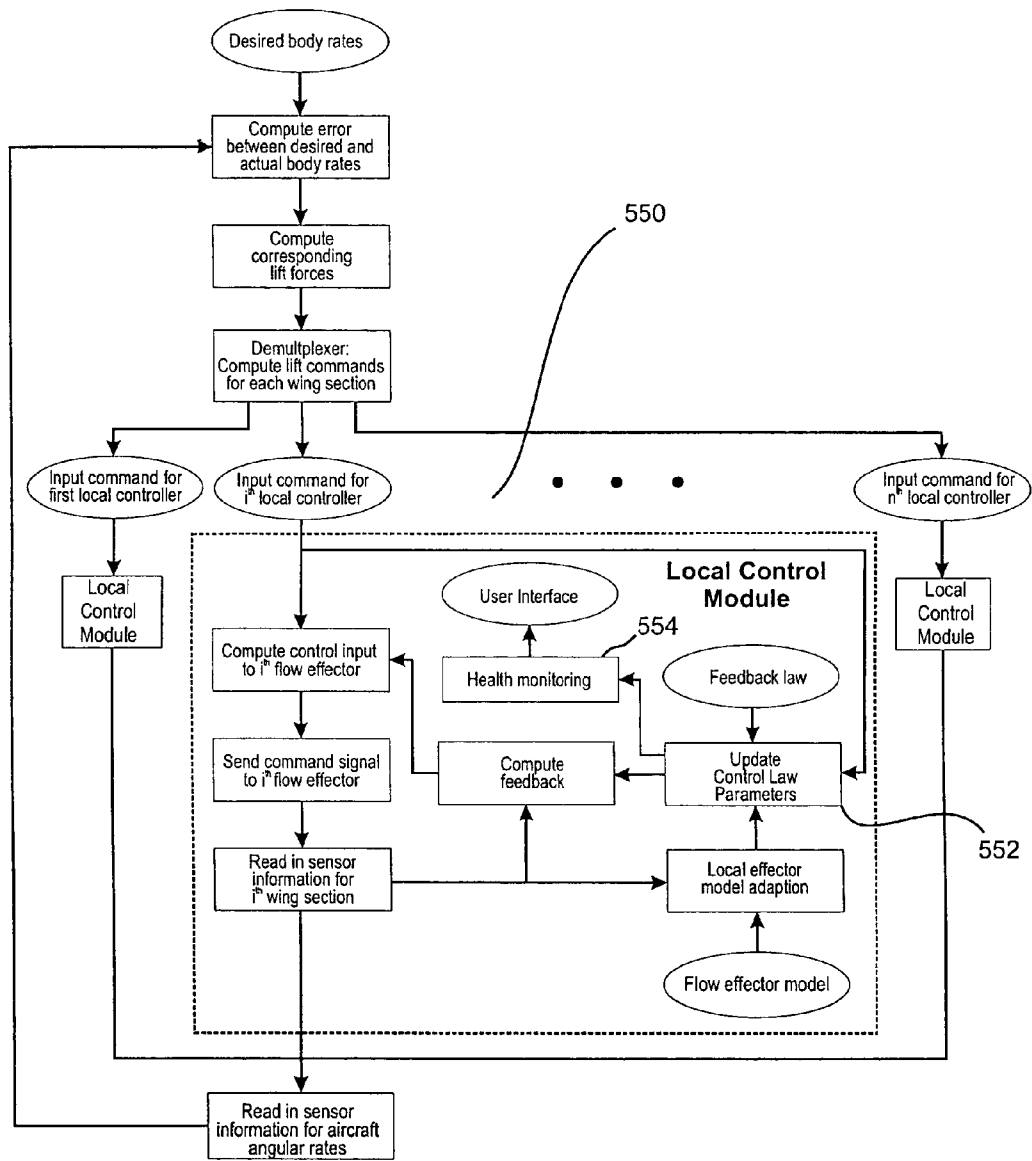 Desired body rates
Compute error
between desired and
actual body rates
550
Compute
corresponding
lift forces
Demultplexer:
Compute lift commands
for each wing section
Input command for
first local controller
Input command for
iᵗʰ local controller
Input command for
nᵗʰ local controller
Local
Control
Module
Local Control
Module
Local
Control
Module
User Interface
554
Compute control input
to iᵗʰ flow effector
Health monitoring
Feedback law
Send command signal
to iᵗʰ flow effector
Compute
feedback
Update
Control Law
Parameters
552
Read in sensor
information for
iᵗʰ wing section
Local effector
model adaption
Flow effector model
Read in sensor
information for aircraft
angular rates